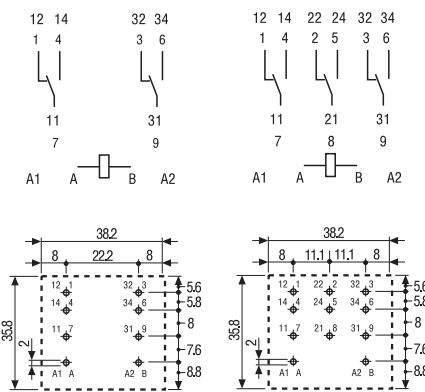 12 14 32 34
1 4 3 6
11 31
7 9
A1 A B A2
12 14 22 24 32 34
1 4 2 5 3 6
11 21 31
7 8 9
A1 A B A2
38.2
8 22.2 8
35.8
12 1 32 3
14 4 34 6
11 7 31 9
2
A1 A A2 B
5.6
5.8
8
7.6
8.8
38.2
8 11.1 11.1 8
35.8
12 1 22 2 32 3
14 4 24 5 34 6
11 7 21 8 31 9
2
A1 A A2 B
5.6
5.8
8
7.6
8.8